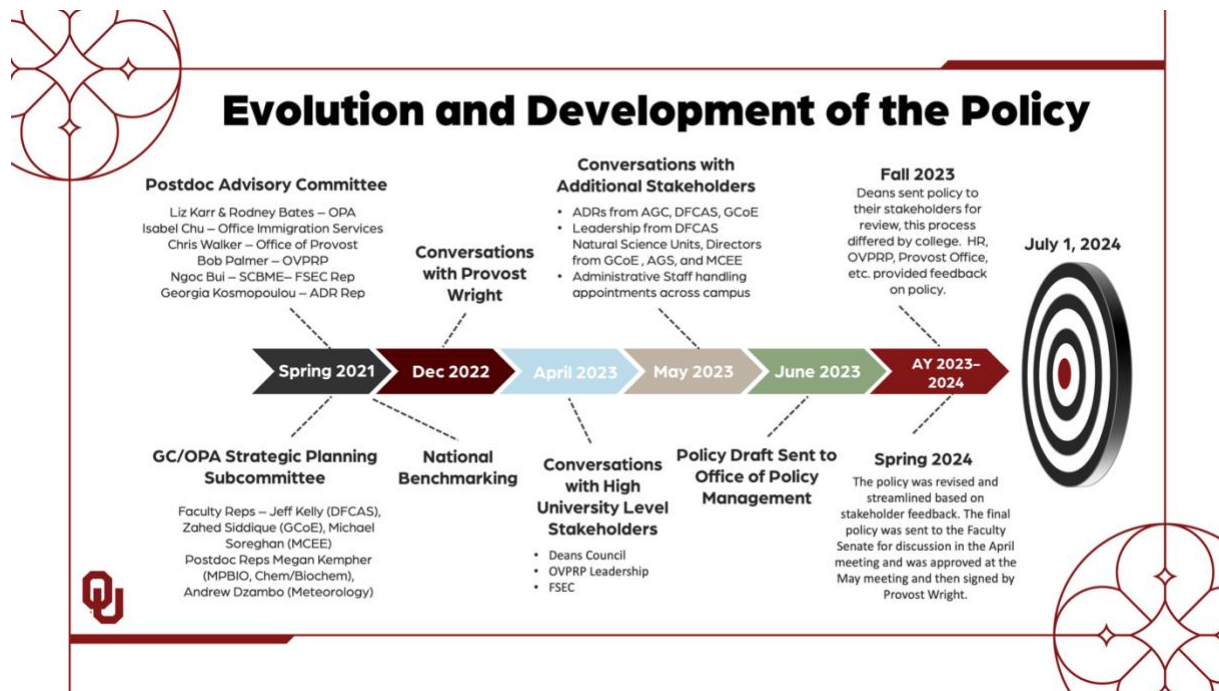 Evolution and Development of the Policy
Postdoc Advisory Committee
Liz Karr & Rodney Bates – OPA
Isabel Chu – Office Immigration Services
Chris Walker – Office of Provost
Bob Palmer – OVPRP
Ngoc Bui – SCBME– FSEC Rep
Georgia Kosmopoulou – ADR Rep
Conversations
with Provost
Wright
Conversations with
Additional Stakeholders
• ADRs from AGC, DFCAS, GCoE
• Leadership from DFCAS
Natural Science Units, Directors
from GCoE , AGS, and MCEE
• Administrative Staff handling
appointments across campus
Fall 2023
Deans sent policy to
their stakeholders for
review, this process
differed by college. HR,
OVPRP, Provost Office,
etc. provided feedback
on policy.
July 1, 2024
Spring 2021
Dec 2022
April 2023
May 2023
June 2023
AY 2023–
2024
GC/OPA Strategic Planning
Subcommittee
Faculty Reps – Jeff Kelly (DFCAS),
Zahed Siddique (GCoE), Michael
Soreghan (MCEE)
Postdoc Reps Megan Kempher
(MPBIO, Chem/Biochem),
Andrew Dzambo (Meteorology)
National
Benchmarking
Conversations
with High
University Level
Stakeholders
• Deans Council
• OVPRP Leadership
• FSEC
Policy Draft Sent to
Office of Policy
Management
Spring 2024
The policy was revised and
streamlined based on
stakeholder feedback. The final
policy was sent to the Faculty
Senate for discussion in the April
meeting and was approved at the
May meeting and then signed by
Provost Wright.
OU